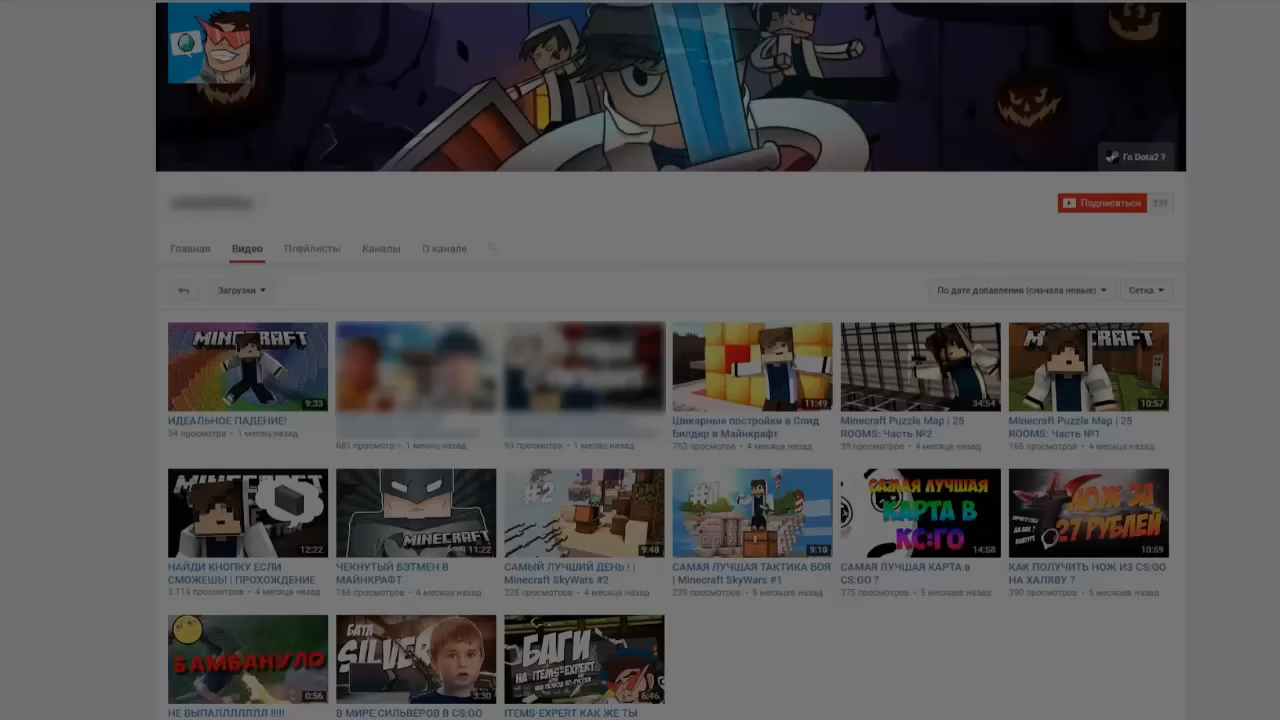 Го Dota2 ?
Подписаться 339
Главная Видео Плейлисты Каналы О канале
Загрузки По дате добавления (сначала новые) Сетка
MINECRAFT
9:33
11:49
34:54
M CRAFT
10:57
ИДЕАЛЬНОЕ ПАДЕНИЕ!
34 просмотра • 1 месяц назад
681 просмотр • 1 месяц назад
93 просмотра • 1 месяц назад
Шикарные постройки в Спид
Билдер в Майнкрафт
763 просмотра • 4 месяца назад
Minecraft Puzzle Map | 25
ROOMS: Часть №2
39 просмотров • 4 месяца назад
Minecraft Puzzle Map | 25
ROOMS: Часть №1
166 просмотров • 4 месяца назад
MINECRAFT
12:22
MINECRAFT
11:22
#2
9:48
#1
9:10
САМАЯ ЛУЧШАЯ
КАРТА В
КС:ГО
14:58
НОЖ ЗА
27 РУБЛЕЙ
10:59
НАЙДИ КНОПКУ ЕСЛИ
СМОЖЕШЬ! | ПРОХОЖДЕНИЕ
3 114 просмотров • 4 месяца назад
ЧЕКНУТЫЙ БЭТМЕН В
МАЙНКРАФТ
166 просмотров • 4 месяца назад
САМЫЙ ЛУЧШИЙ ДЕНЬ ! |
Minecraft SkyWars #2
225 просмотров • 4 месяца назад
САМАЯ ЛУЧШАЯ ТАКТИКА БОЯ
| Minecraft SkyWars #1
239 просмотров • 5 месяцев назад
САМАЯ ЛУЧШАЯ КАРТА в
CS:GO ?
375 просмотров • 5 месяцев назад
КАК ПОЛУЧИТЬ НОЖ ИЗ CS:GO
НА ХАЛЯВУ ?
390 просмотров • 5 месяцев назад
БАМБАНУЛО
0:56
БАТЛ
SILVER
3:30
БАГИ
НА ITEMS-EXPERT
6:46
НЕ ВЫПАЛЛЛЛЛЛЛ !!!!!
В МИРЕ СИЛЬВЕРОВ В CS:GO
ITEMS-EXPERT КАК ЖЕ ТЫ